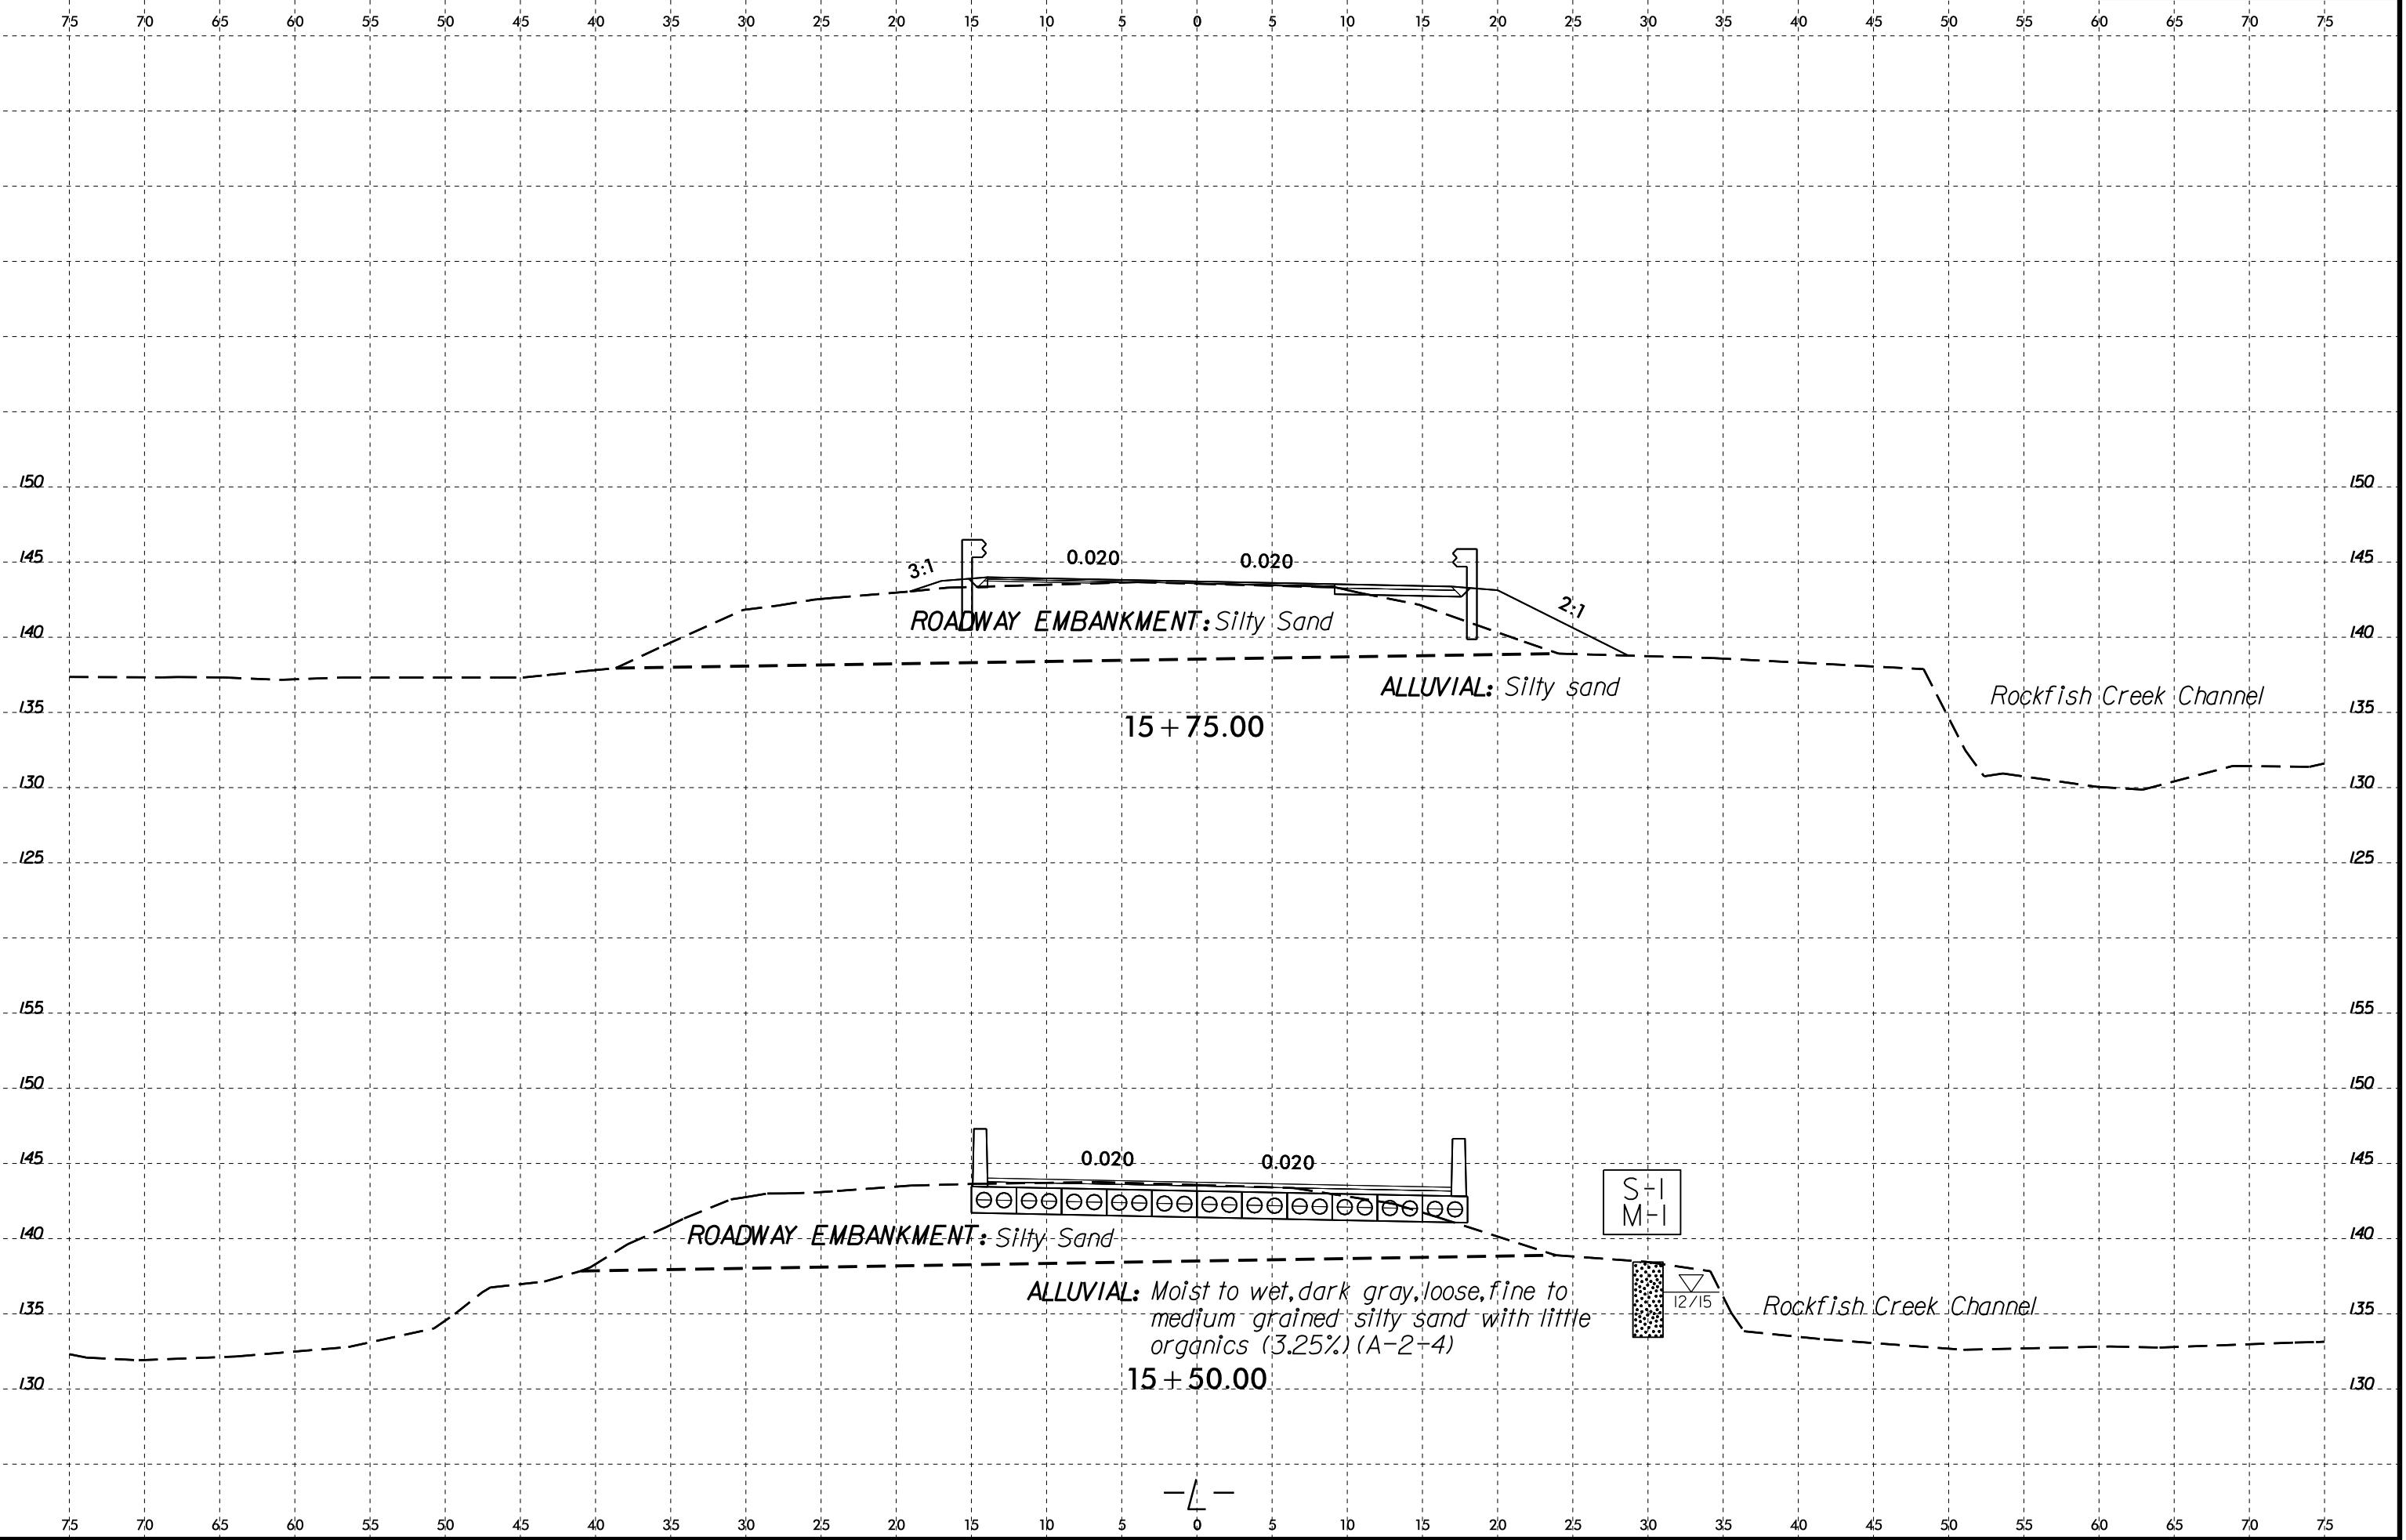 75 70 65 60 55 50 45 40 35 30 25 20 15 10 5 0 5 10 15 20 25 30 35 40 45 50 55 60 65 70 75
150 150
145 3:1 0.020 0.020 145
140 ROADWAY EMBANKMENT: Silty Sand 2:1 140
ALLUVIAL: Silty sand Rockfish Creek Channel
135 15+75.00 135
130 130
125 125
155 155
150 150
145 0.020 0.020 145
S-1
M-1
140 ROADWAY EMBANKMENT: Silty Sand 140
ALLUVIAL: Moist to wet, dark gray, loose, fine to
12/15 Rockfish Creek Channel
135 medium grained silty sand with little 135
organics (3.25%) (A-2-4)
130 15+50.00 130
-L-
75 70 65 60 55 50 45 40 35 30 25 20 15 10 5 0 5 10 15 20 25 30 35 40 45 50 55 60 65 70 75